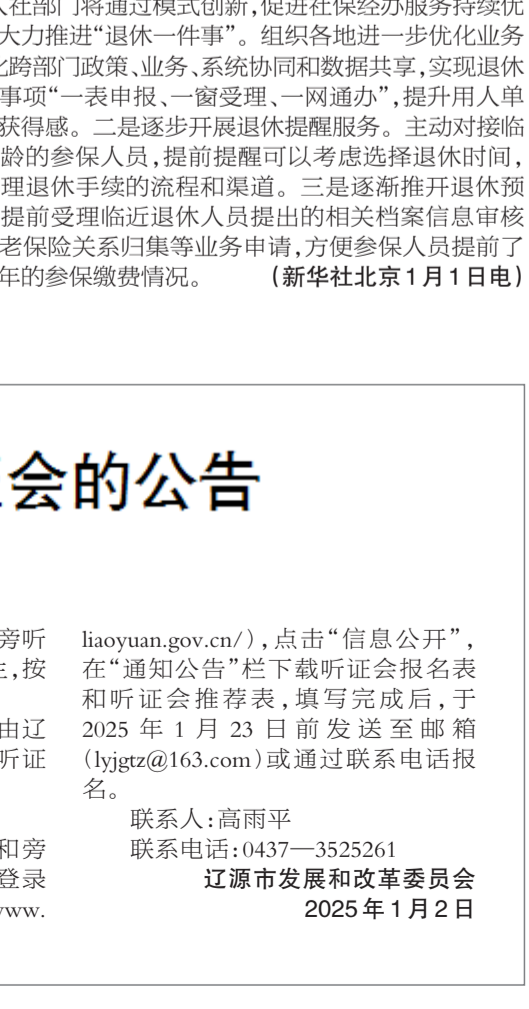 人社部门将通过模式创新,促进社保经办服务持续优
大力推进“退休一件事”。组织各地进一步优化业务
化跨部门政策、业务、系统协同和数据共享,实现退休
事项“一表申报、一窗受理、一网通办”,提升用人单
获得感。二是逐步开展退休提醒服务。主动对接临
龄的参保人员,提前提醒可以考虑选择退休时间,
理退休手续的流程和渠道。三是逐渐推开退休预
提前受理临近退休人员提出的相关档案信息审核
老保险关系归集等业务申请,方便参保人员提前了
年的参保缴费情况。 (新华社北京1月1日电)
会的公告
旁听
生,按
由辽
听证
和旁
登录
www.
liaoyuan.gov.cn/),点击“信息公开”,
在“通知公告”栏下载听证会报名表
和听证会推荐表,填写完成后,于
2025年1月23日前发送至邮箱
(lyjgtz@163.com)或通过联系电话报
名。
联系人:高雨平
联系电话:0437—3525261
辽源市发展和改革委员会
2025年1月2日